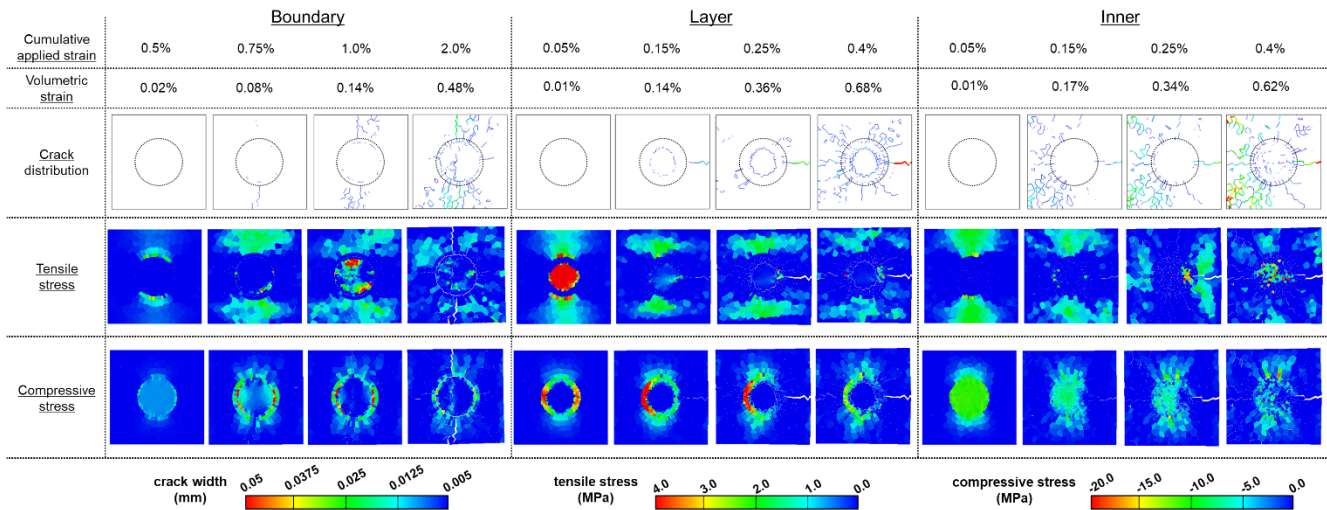 Boundary Layer Inner
Cumulative
applied strain 0.5% 0.75% 1.0% 2.0% 0.05% 0.15% 0.25% 0.4% 0.05% 0.15% 0.25% 0.4%
Volumetric
strain 0.02% 0.08% 0.14% 0.48% 0.01% 0.14% 0.36% 0.68% 0.01% 0.17% 0.34% 0.62%
Crack
distribution
Tensile
stress
Compressive
stress
crack width
(mm)
0.05 0.0375 0.025 0.0125 0.005
tensile stress
(MPa)
4.0 3.0 2.0 1.0 0.0
compressive stress
(MPa)
-20.0 -15.0 -10.0 -5.0 0.0